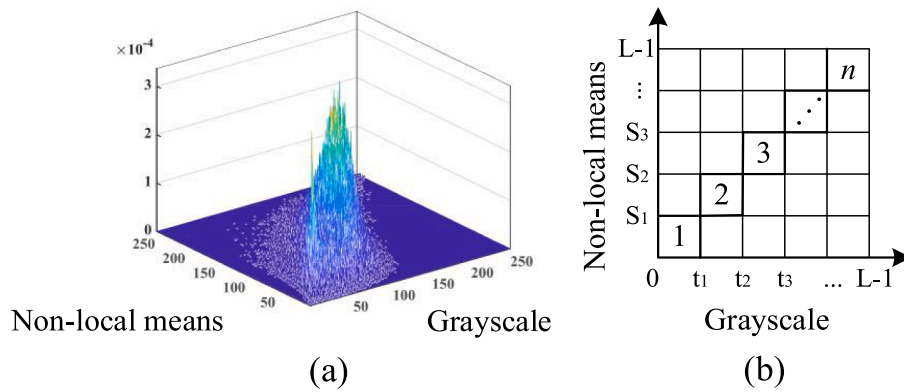 ×10⁻⁴
3
2
1
0
250
200
150
100
50
50
100
150
200
250
Non-local means
Grayscale
(a)
Non-local means
L-1
...
S₃
S₂
S₁
n
⋰
3
2
1
0 t₁ t₂ t₃ ... L-1
Grayscale
(b)